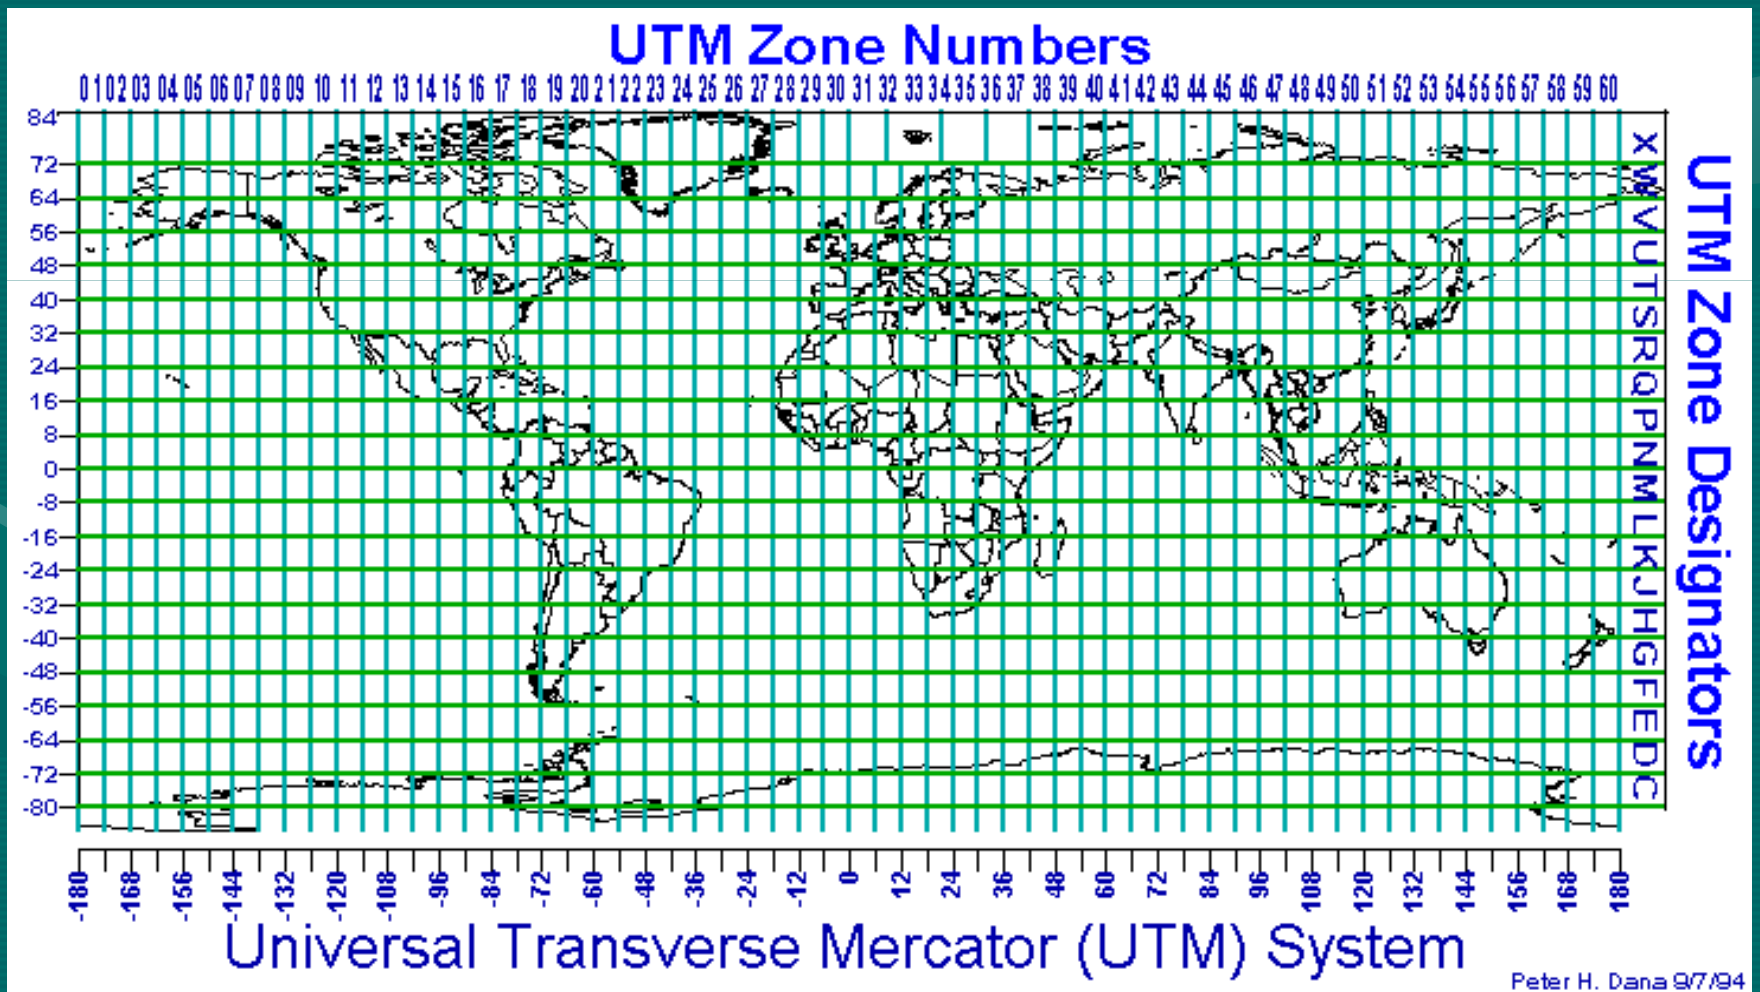 UTM Zone Numbers
01 02 03 04 05 06 07 08 09 10 11 12 13 14 15 16 17 18 19 20 21 22 23 24 25 26 27 28 29 30 31 32 33 34 35 36 37 38 39 40 41 42 43 44 45 46 47 48 49 50 51 52 53 54 55 56 57 58 59 60
84
72
64
56
48
40
32
24
16
8
0
-8
-16
-24
-32
-40
-48
-56
-64
-72
-80
X
W
V
U
T
S
R
Q
P
N
M
L
K
J
H
G
F
E
D
C
UTM Zone Designators
-180 -168 -156 -144 -132 -120 -108 -96 -84 -72 -60 -48 -36 -24 -12 0 12 24 36 48 60 72 84 96 108 120 132 144 156 168 180
Universal Transverse Mercator (UTM) System
Peter H. Dana 9/7/94